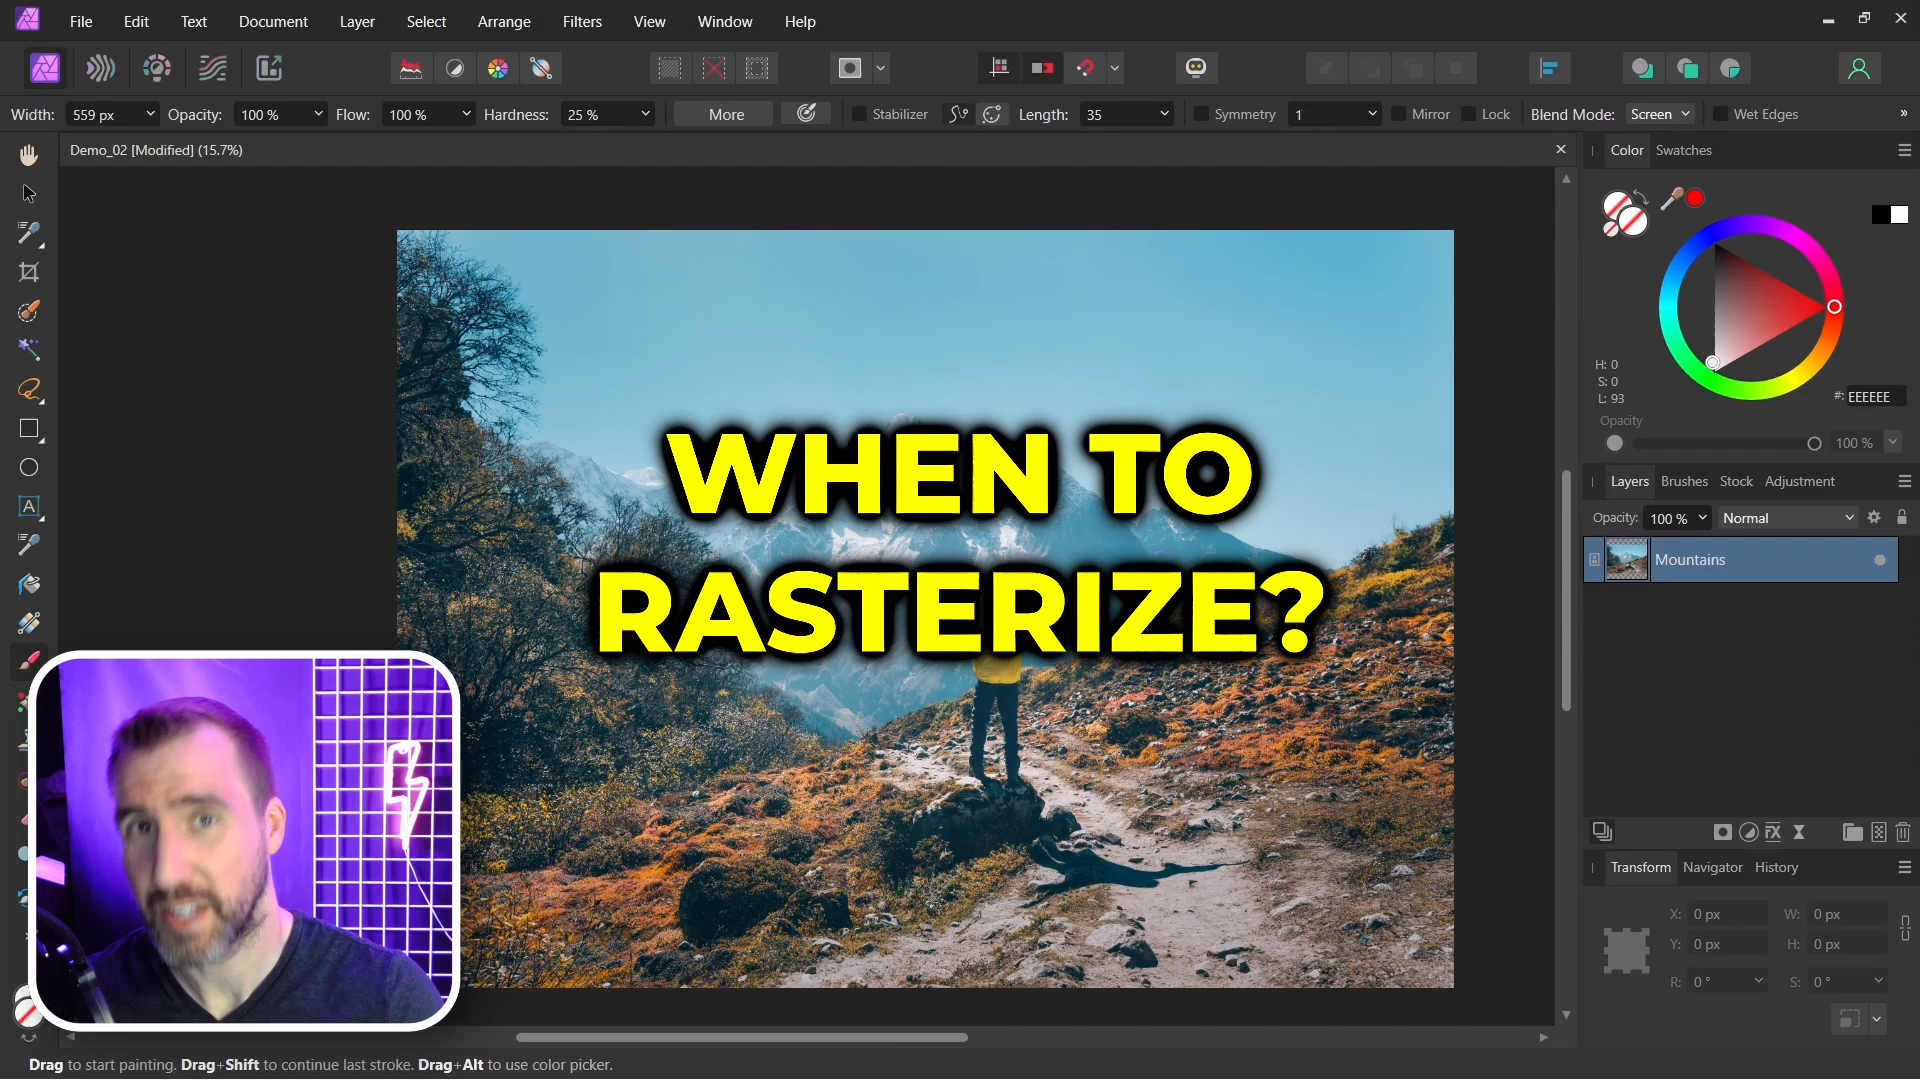 File Edit Text Document Layer Select Arrange Filters View Window Help
Width: 559 px Opacity: 100 % Flow: 100 % Hardness: 25 % More Stabilizer Length: 35 Symmetry 1 Mirror Lock Blend Mode: Screen Wet Edges »
Demo_02 [Modified] (15.7%)
Color Swatches
H: 0
S: 0
L: 93
#: EEEEEE
Opacity
100 %
WHEN TO
RASTERIZE?
Layers Brushes Stock Adjustment
Opacity: 100 % Normal
Mountains
Transform Navigator History
X: 0 px W: 0 px
Y: 0 px H: 0 px
R: 0 ° S: 0 °
Drag to start painting. Drag+Shift to continue last stroke. Drag+Alt to use color picker.